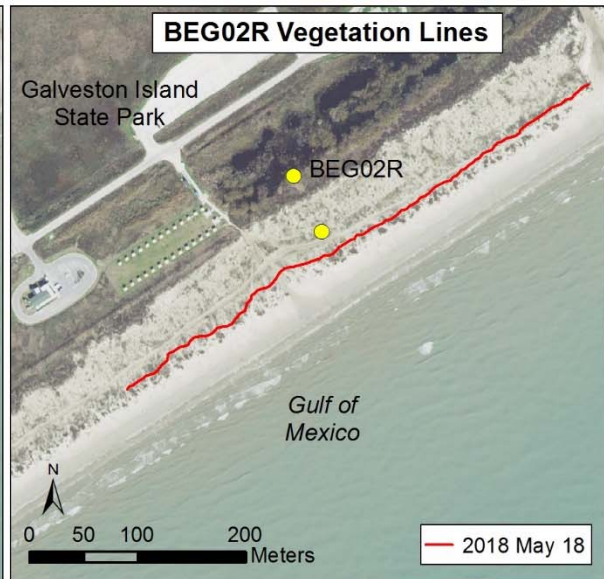 BEG02R Vegetation Lines
Galveston Island
State Park
BEG02R
Gulf of
Mexico
N
0 50 100 200
Meters
2018 May 18